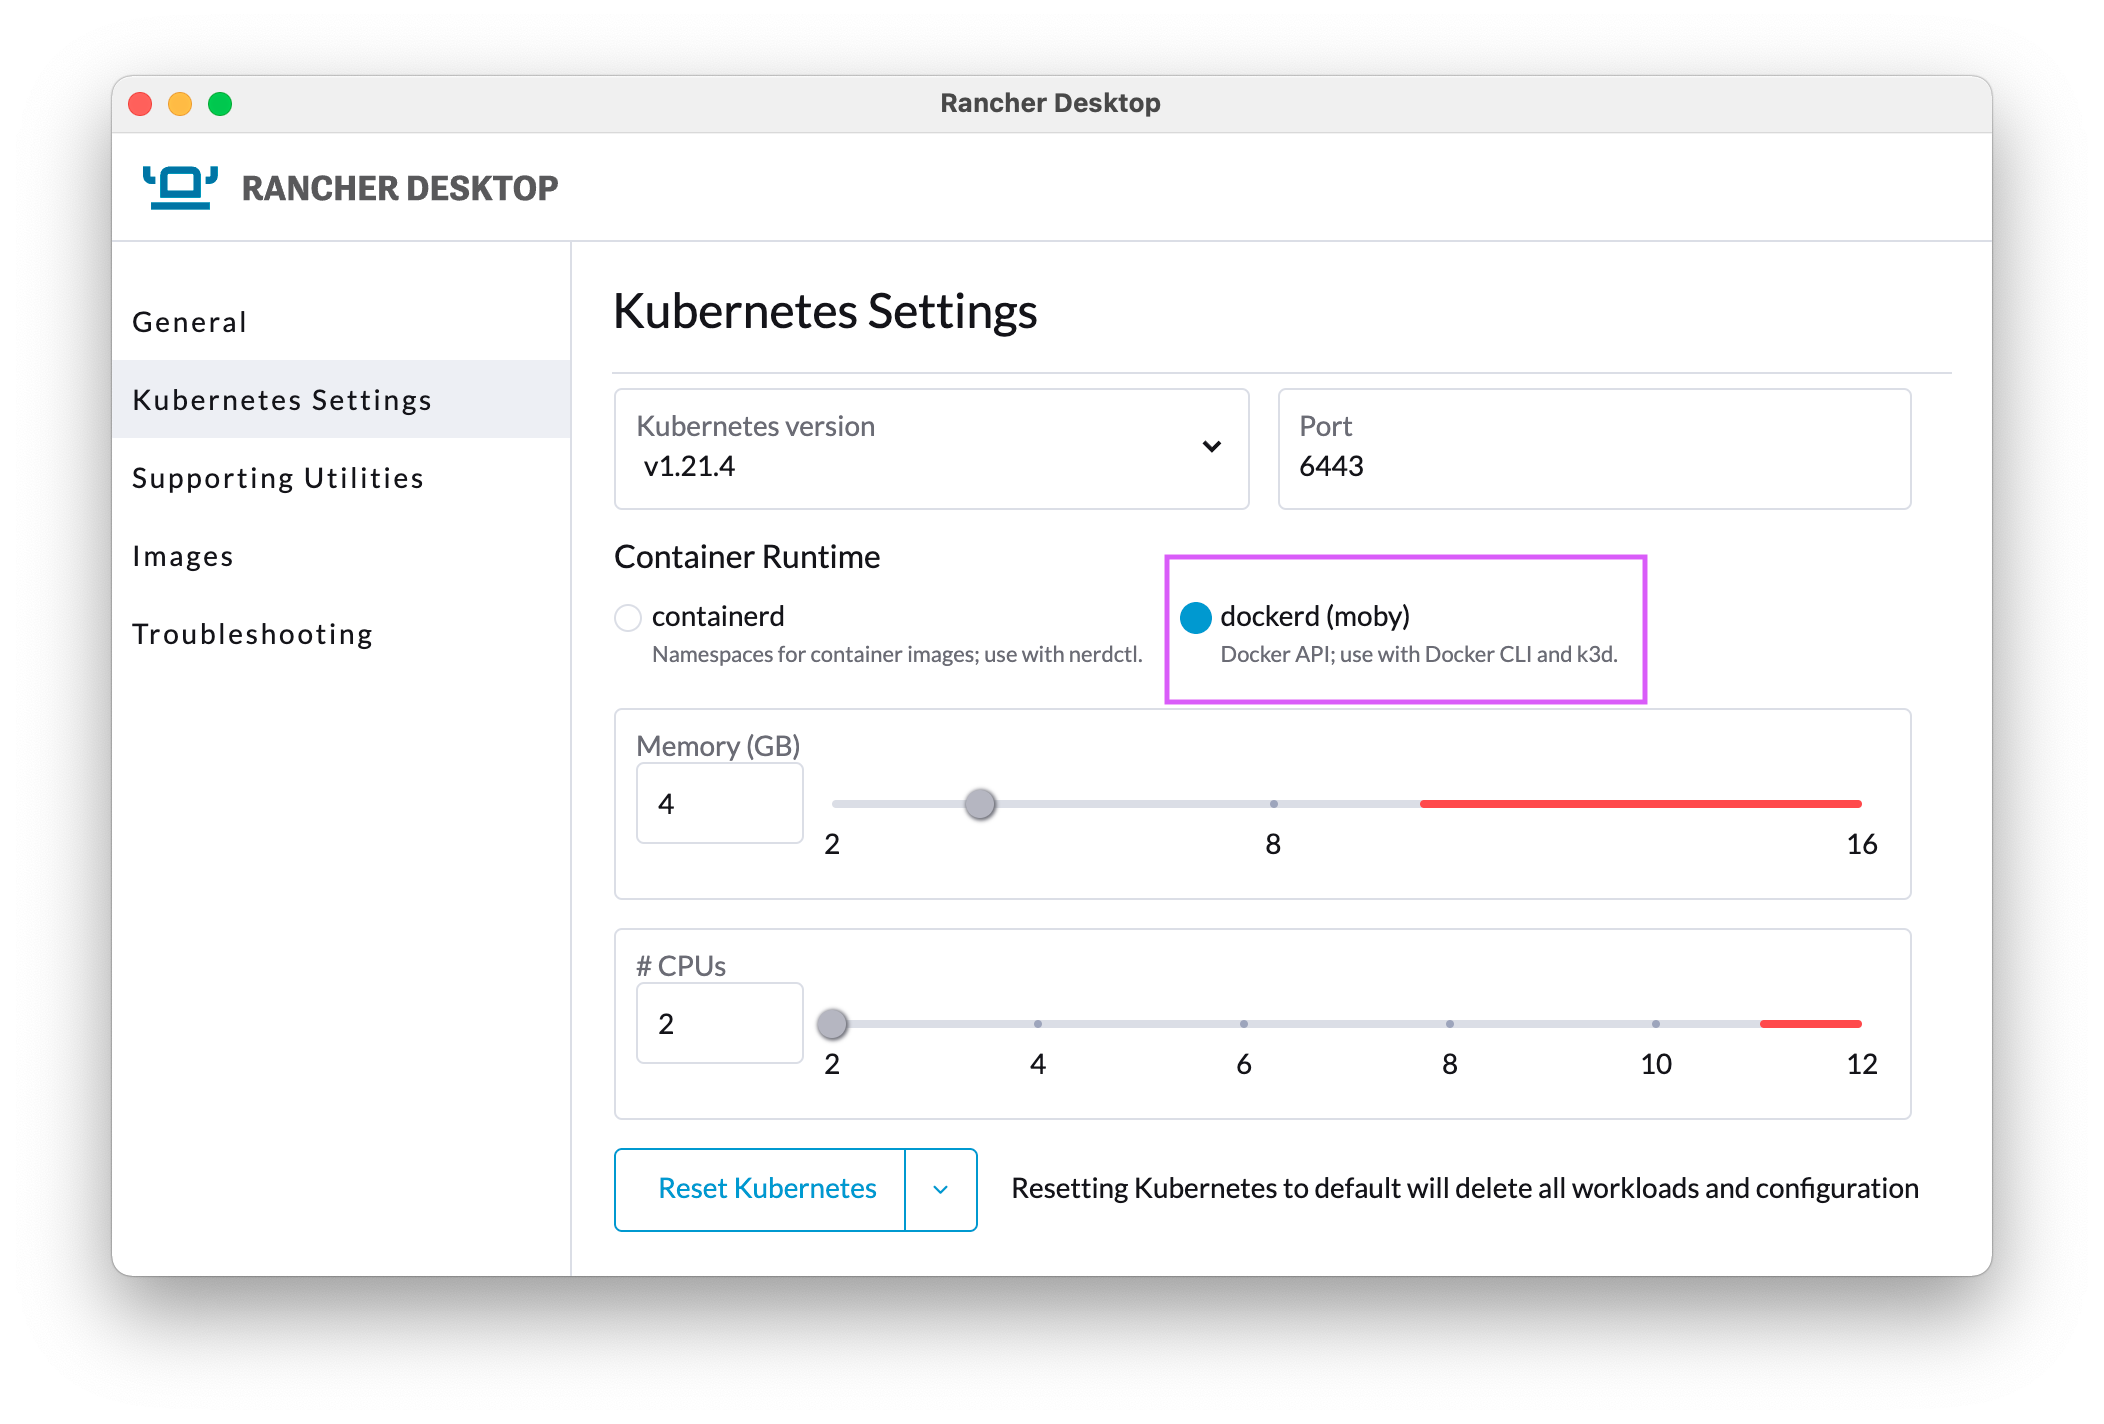 Rancher Desktop
RANCHER DESKTOP
General
Kubernetes Settings
Supporting Utilities
Images
Troubleshooting
Kubernetes Settings
Kubernetes version
v1.21.4
Port
6443
Container Runtime
containerd
Namespaces for container images; use with nerdctl.
dockerd (moby)
Docker API; use with Docker CLI and k3d.
Memory (GB)
4
2 8 16
# CPUs
2
2 4 6 8 10 12
Reset Kubernetes
Resetting Kubernetes to default will delete all workloads and configuration